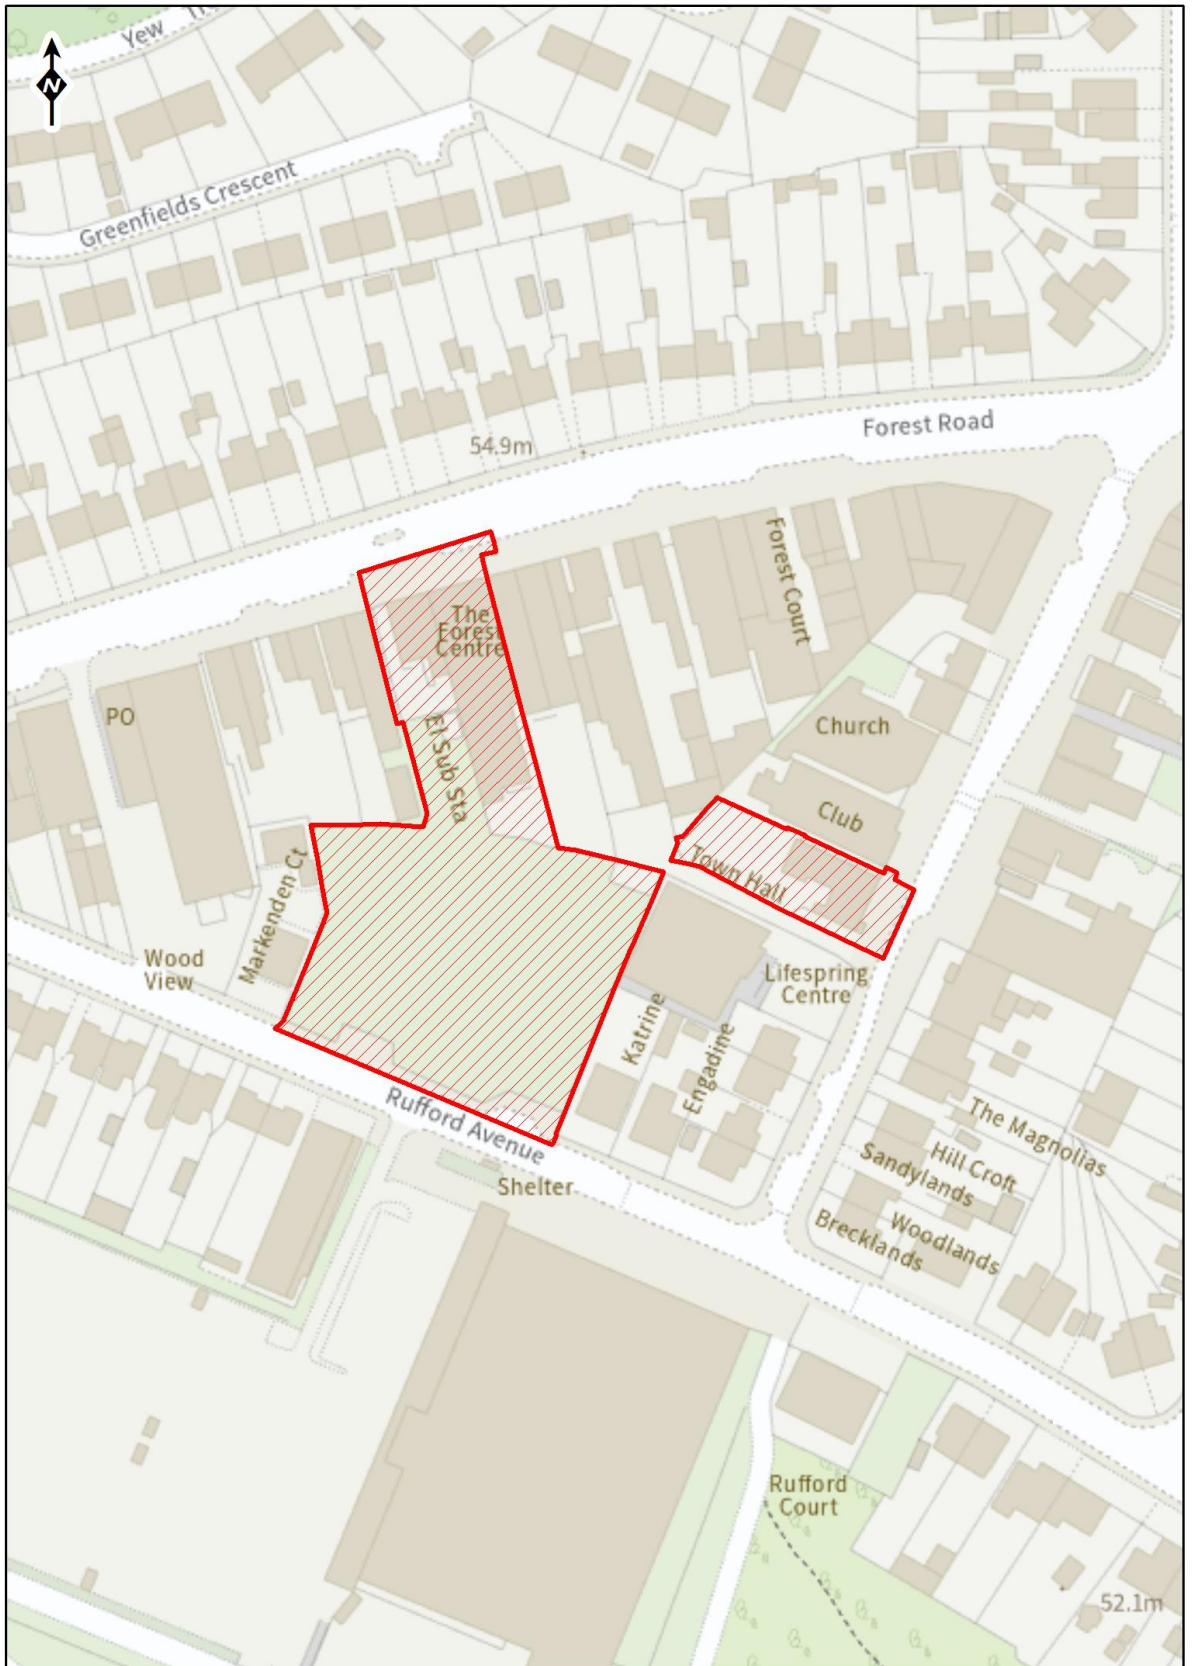 Yew
N
Greenfields Crescent
Forest Road
54.9m
Forest Court
The
Forest
Centre
PO
El Sub Sta
Church
Club
Town Hall
Markenden Ct
Wood
View
Lifespring
Centre
Katrine
Engadine
Rufford Avenue
Shelter
The Magnolias
Hill Croft
Sandylands
Woodlands
Brecklands
Rufford
Court
52.1m